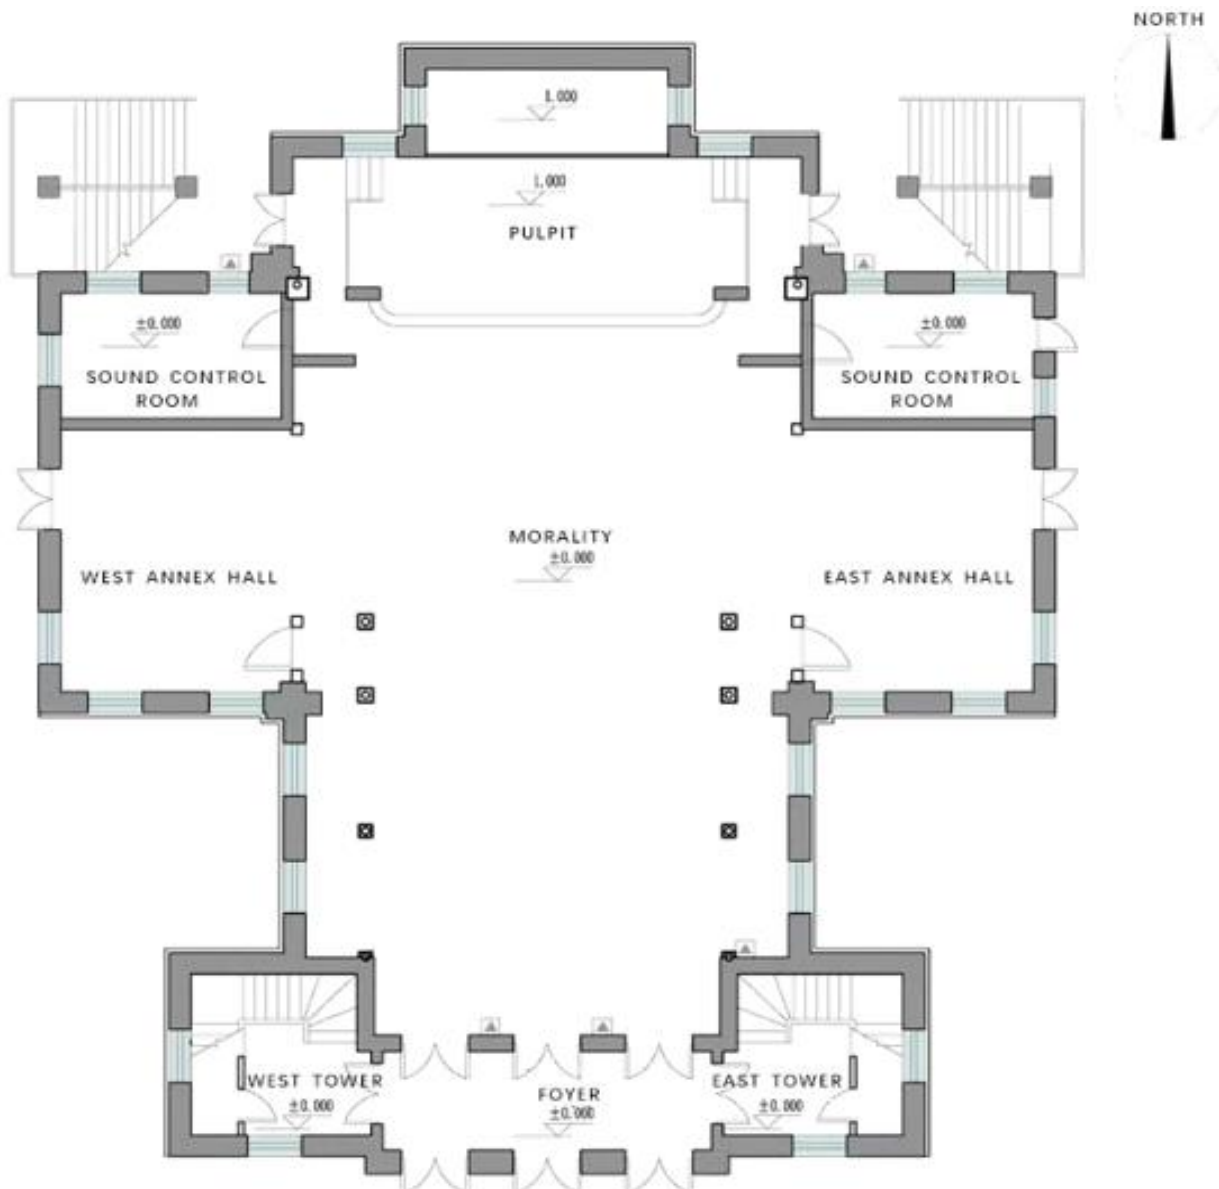 NORTH
1.000
1.000
PULPIT
±0.000
SOUND CONTROL
ROOM
±0.000
SOUND CONTROL
ROOM
MORALITY
±0.000
WEST ANNEX HALL
EAST ANNEX HALL
WEST TOWER
±0.000
FOYER
±0.000
EAST TOWER
±0.000